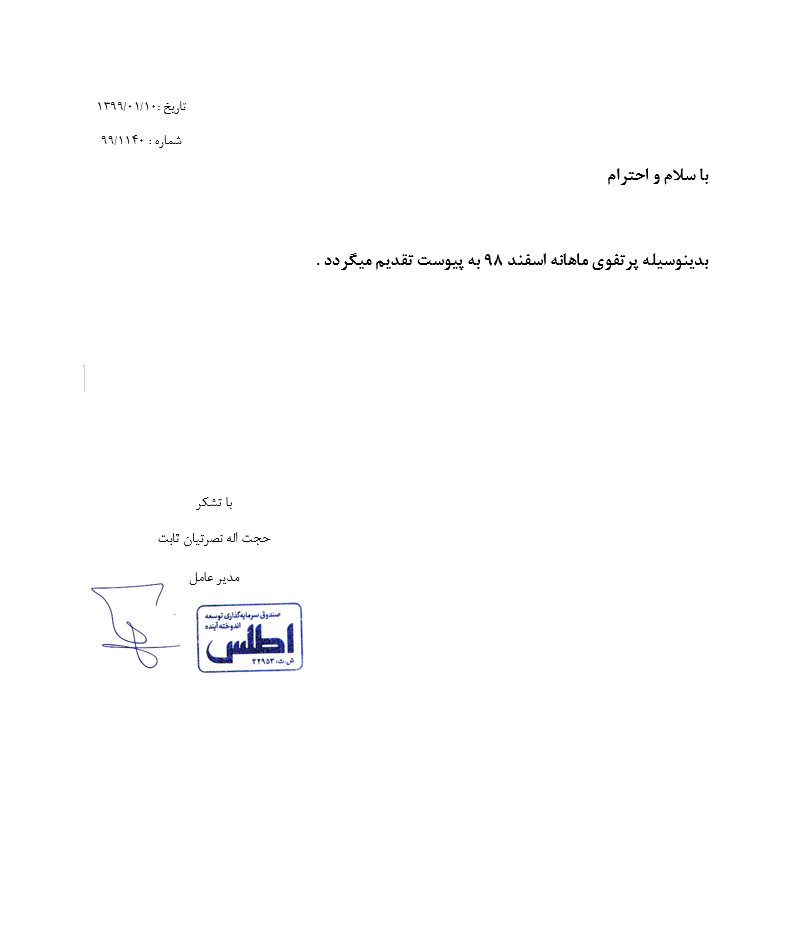 تاریخ :۱۳۹۹/۰۱/۱۰
شماره : ۹۹/۱۱۴۰
با سلام و احترام
بدینوسیله پرتفوی ماهانه اسفند ۹۸ به پیوست تقدیم میگردد .
با تشکر
حجت اله نصرتیان ثابت
مدیر عامل
صندوق سرمایه‌گذاری توسعه
اندوخته آینده
اطلس
ش.ث: ۳۲۹۵۳